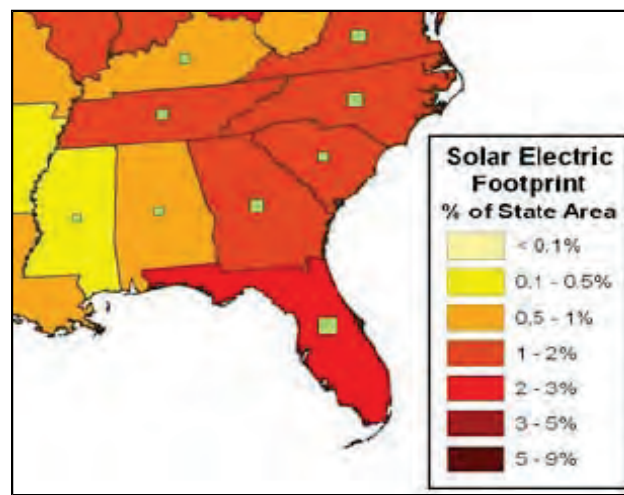 Solar Electric
Footprint
% of State Area
< 0.1%
0.1 - 0.5%
0.5 - 1%
1 - 2%
2 - 3%
3 - 5%
5 - 9%